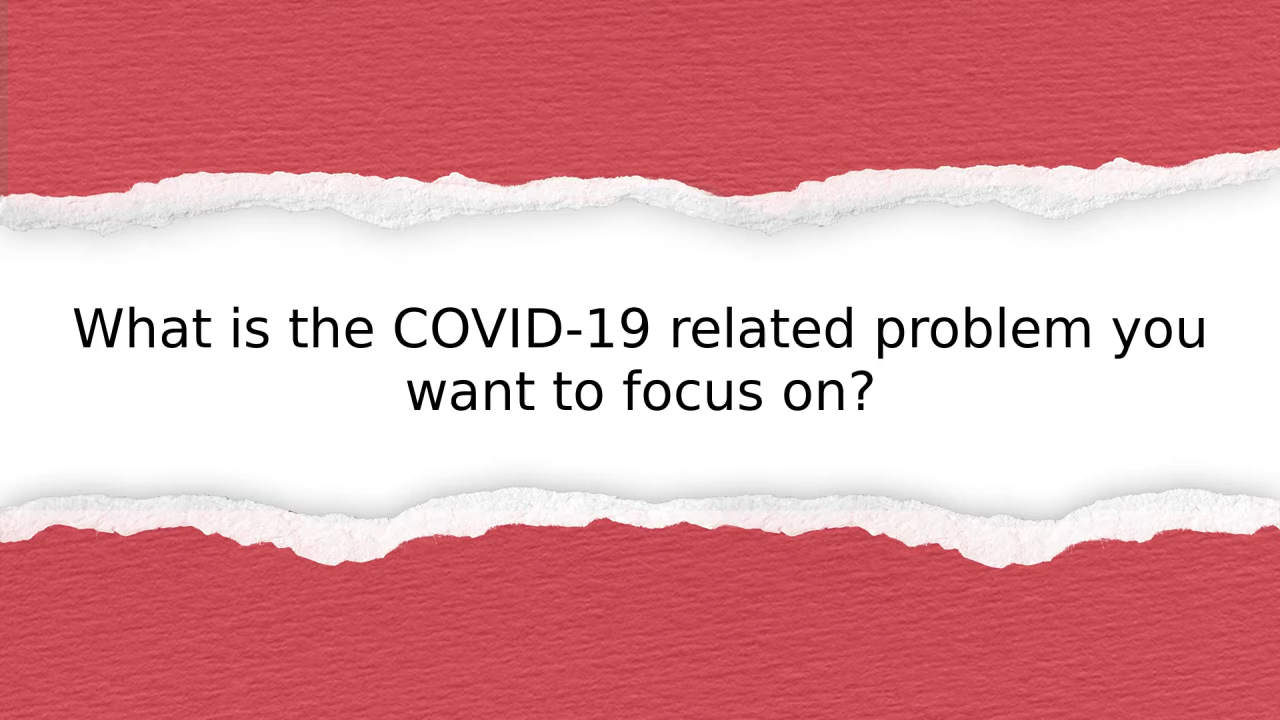 What is the COVID-19 related problem you
want to focus on?